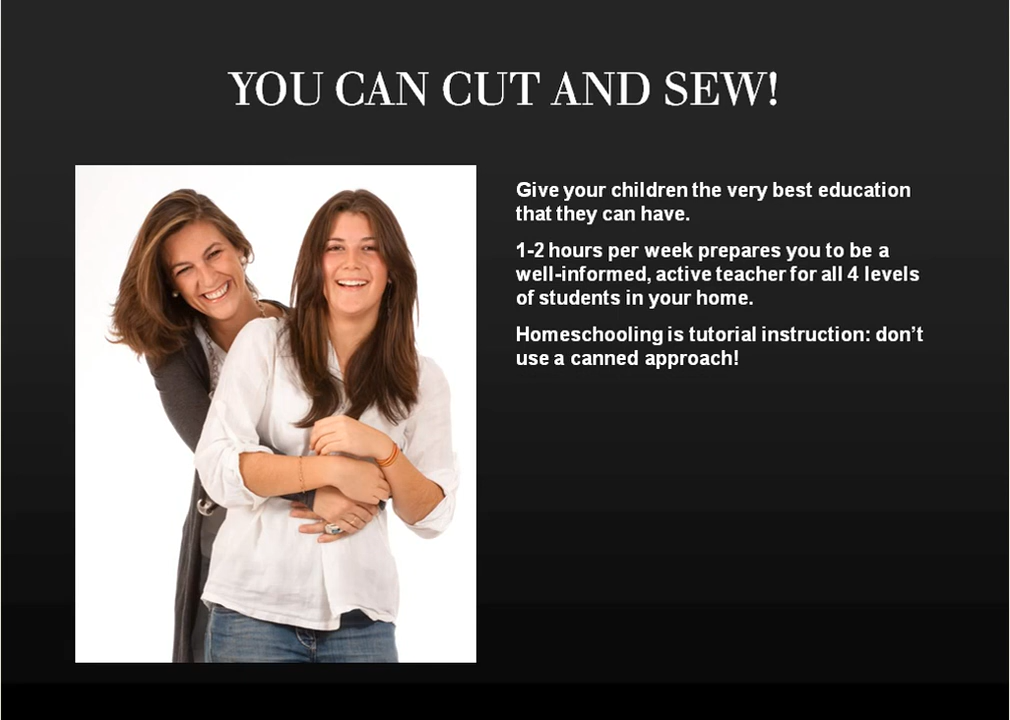 YOU CAN CUT AND SEW!
Give your children the very best education
that they can have.
1-2 hours per week prepares you to be a
well-informed, active teacher for all 4 levels
of students in your home.
Homeschooling is tutorial instruction: don’t
use a canned approach!